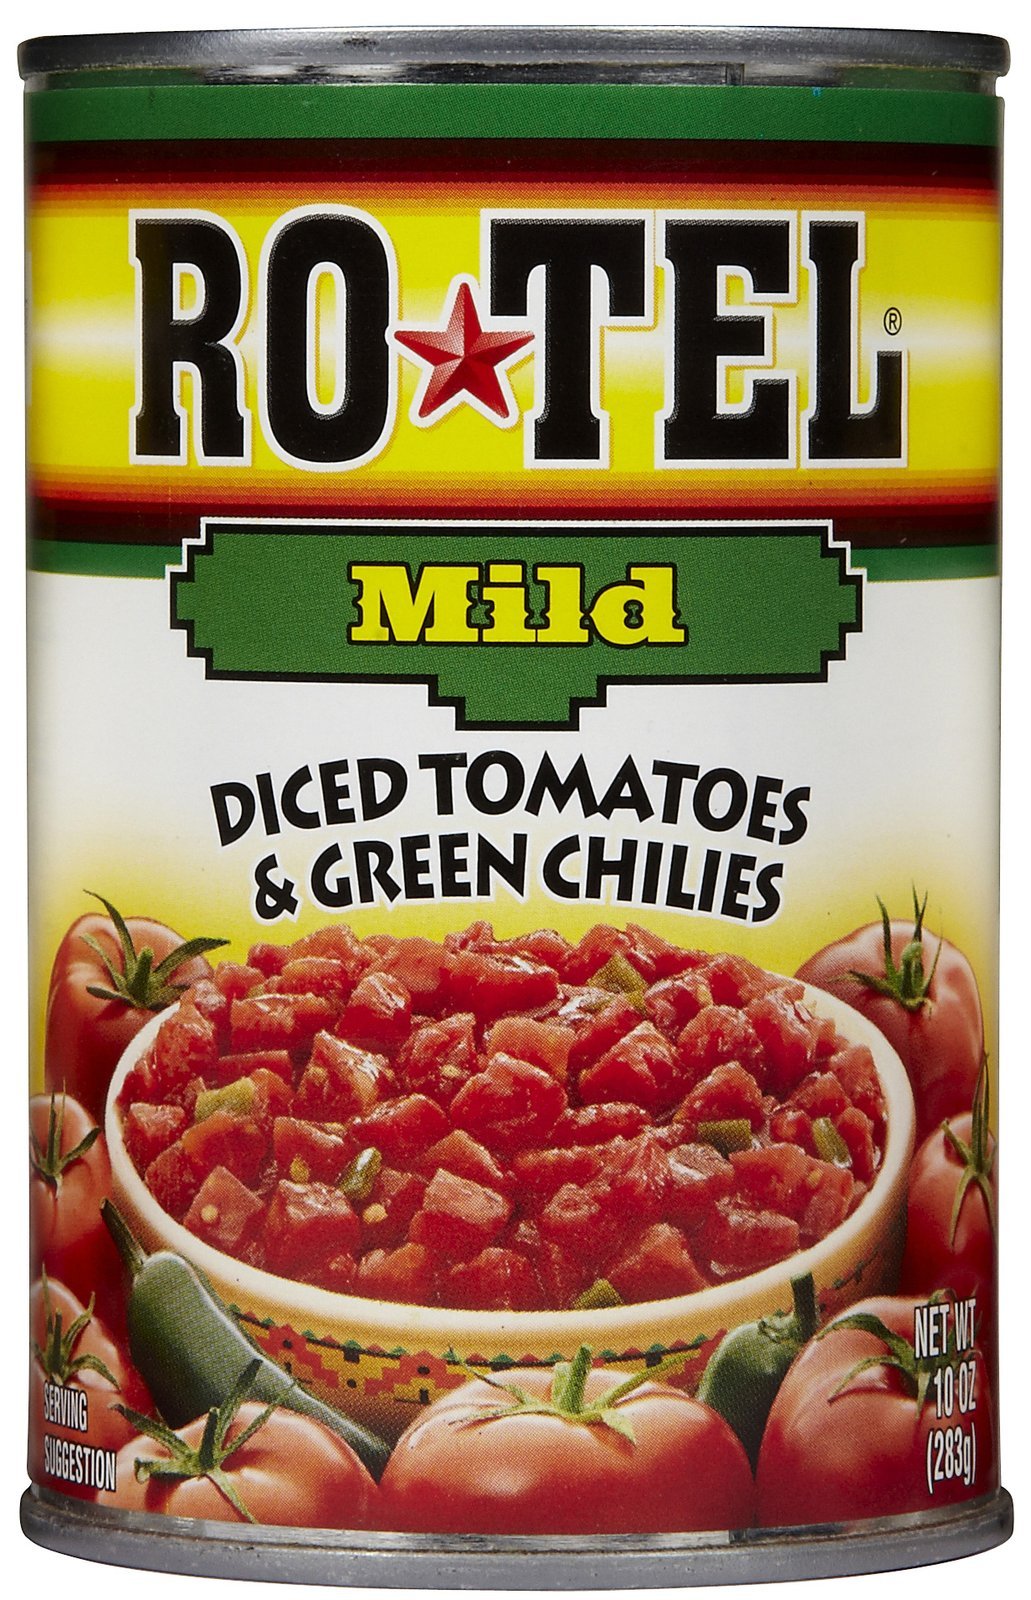 RO★TEL®
Mild
DICED TOMATOES
& GREEN CHILIES
SERVING
SUGGESTION
NET WT
10 OZ
(283g)